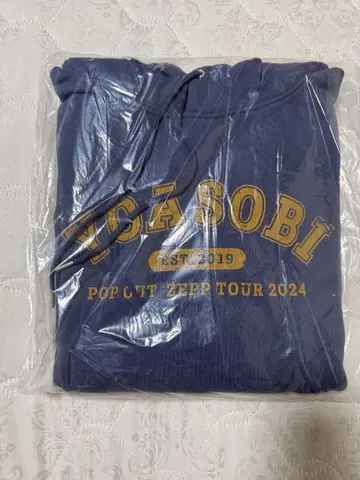 YOASOBI
EST. 2019
POP OUT ZEPP TOUR 2024